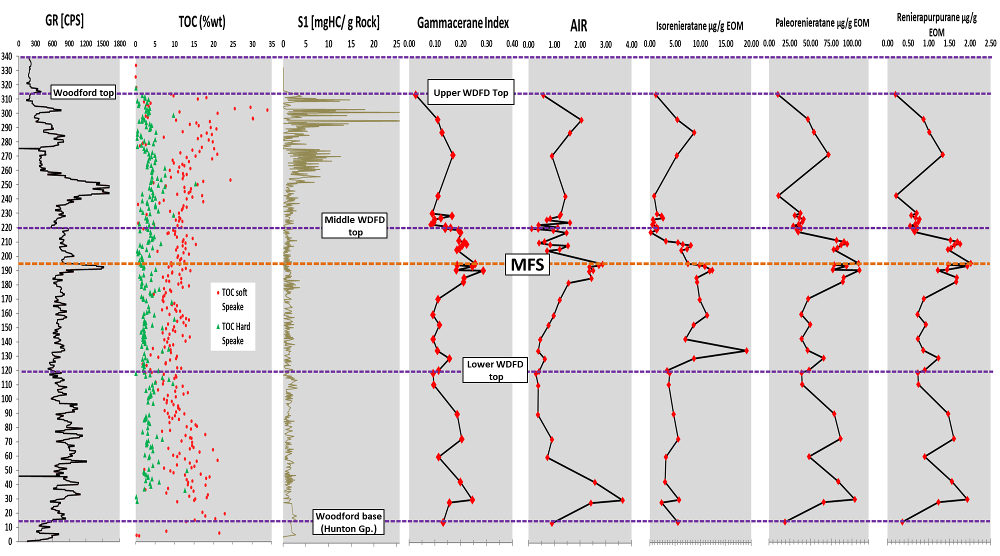 GR [CPS]
TOC (%wt)
S1 [mgHC/ g Rock]
Gammacerane Index
AIR
Isorenieratane µg/g EOM
Paleorenieratane µg/g EOM
Renierapurpurane µg/g
EOM
0 300 600 900 1200 1500 1800
0 5 10 15 20 25 30 35
0 5 10 15 20 25
0.00 0.10 0.20 0.30 0.40
0.00 1.00 2.00 3.00 4.00
0.00 5.00 10.00 15.00 20.00
0.00 25.00 50.00 75.00 100.00
0.00 0.50 1.00 1.50 2.00 2.50
340
330
320
310
300
290
280
270
260
250
240
230
220
210
200
190
180
170
160
150
140
130
120
110
100
90
80
70
60
50
40
30
20
10
0
Woodford top
Upper WDFD Top
Middle WDFD
top
MFS
TOC soft
Speake
TOC Hard
Speake
Lower WDFD
top
Woodford base
(Hunton Gp.)